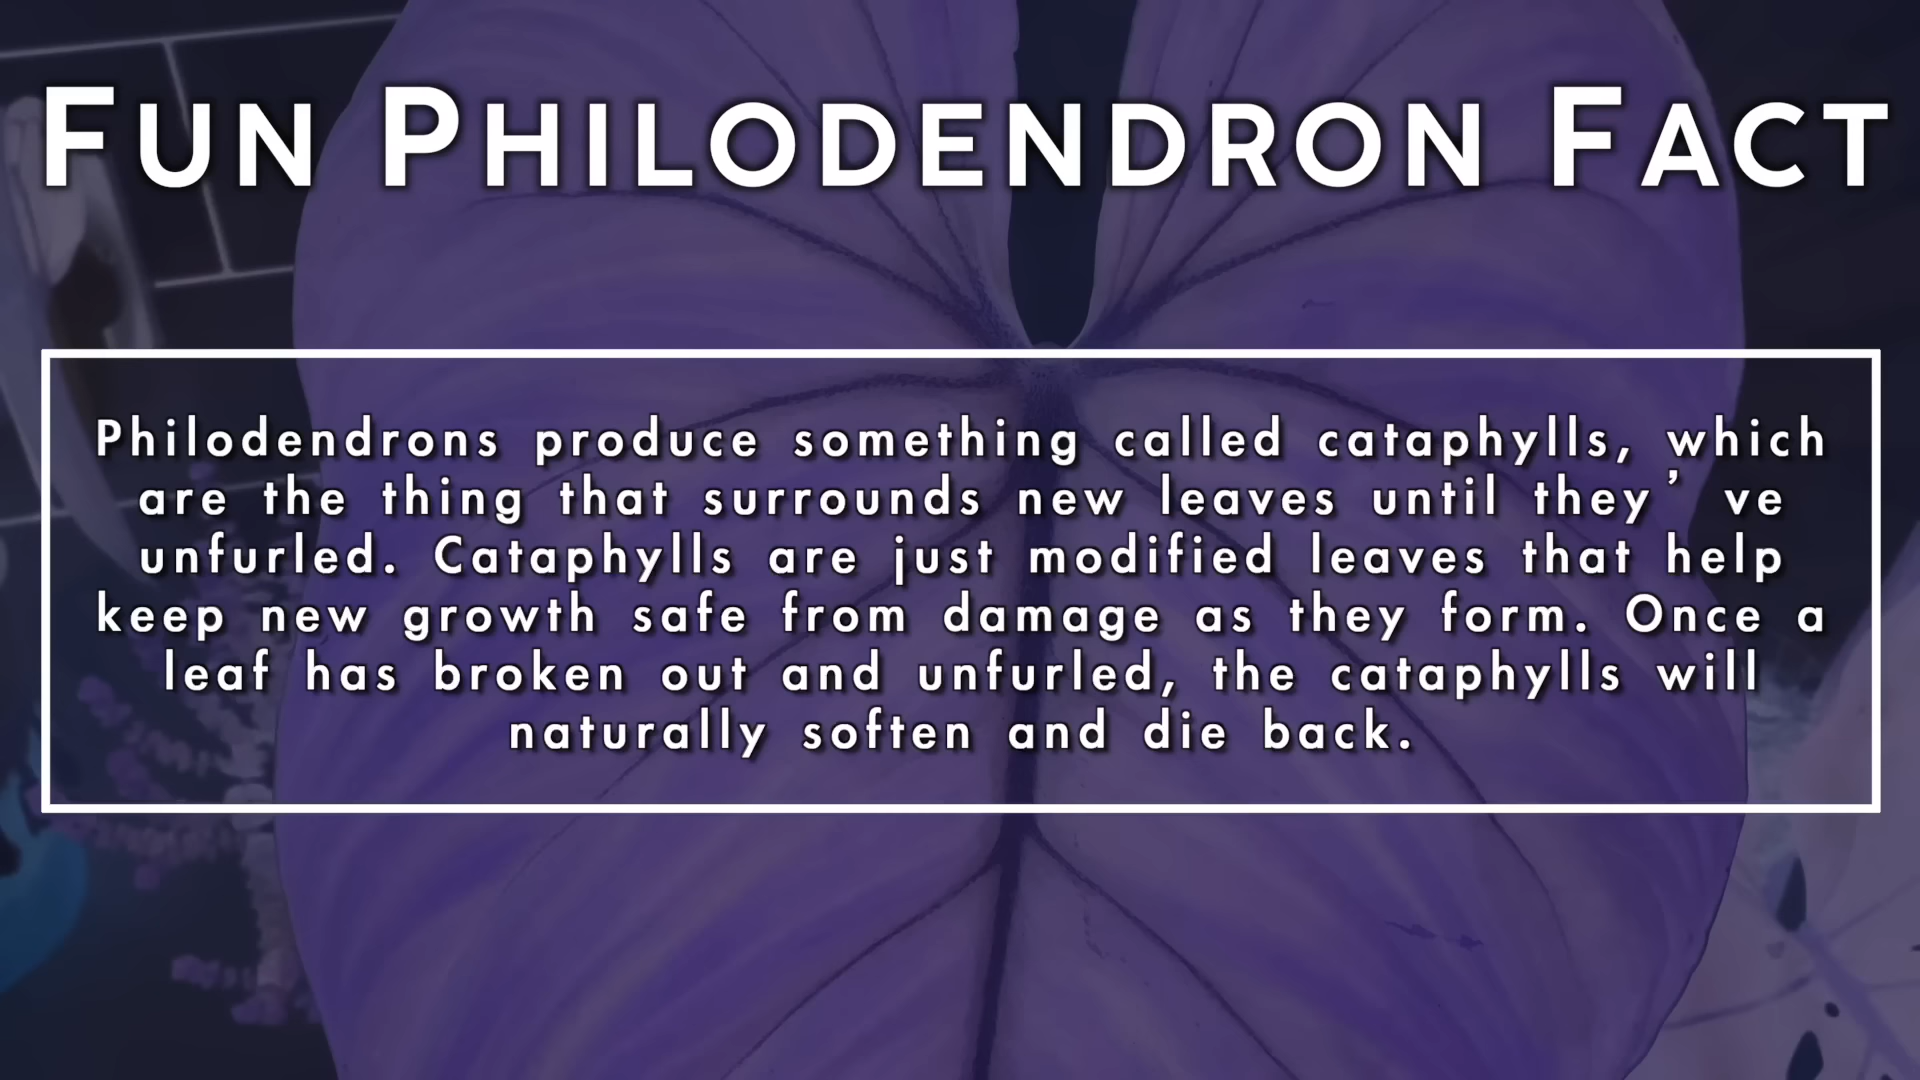 Fun Philodendron Fact
Philodendrons produce something called cataphylls, which
are the thing that surrounds new leaves until they’ ve
unfurled. Cataphylls are just modified leaves that help
keep new growth safe from damage as they form. Once a
leaf has broken out and unfurled, the cataphylls will
naturally soften and die back.